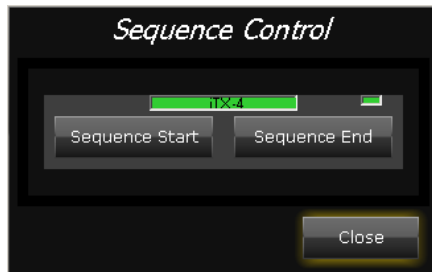 Sequence Control
iTX-4
Sequence Start
Sequence End
Close